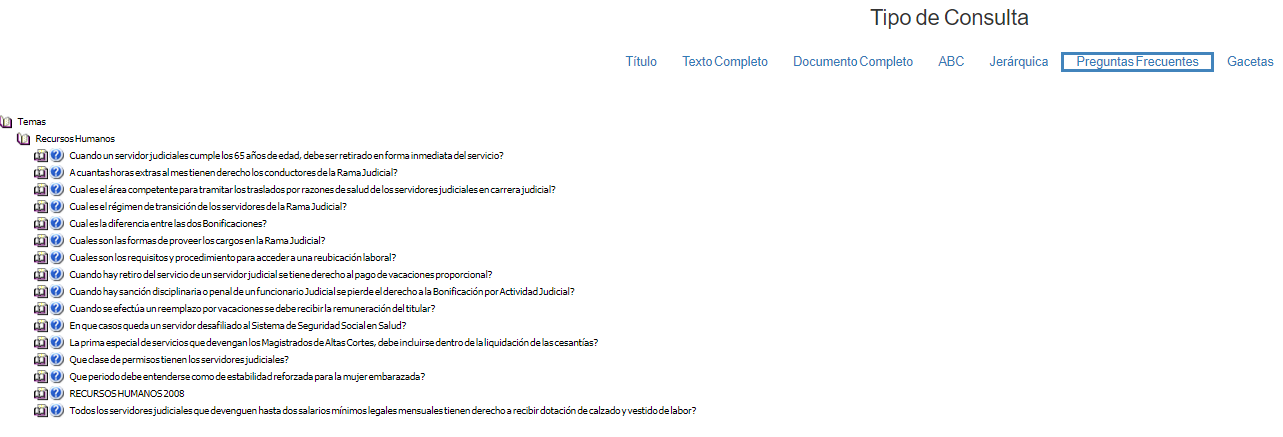 Tipo de Consulta
Título Texto Completo Documento Completo ABC Jerárquica Preguntas Frecuentes Gacetas
Temas
Recursos Humanos
Cuando un servidor judiciales cumple los 65 años de edad, debe ser retirado en forma inmediata del servicio?
A cuantas horas extras al mes tienen derecho los conductores de la Rama Judicial?
Cual es el área competente para tramitar los traslados por razones de salud de los servidores judiciales en carrera judicial?
Cual es el régimen de transición de los servidores de la Rama Judicial?
Cual es la diferencia entre las dos Bonificaciones?
Cuales son las formas de proveer los cargos en la Rama Judicial?
Cuales son los requisitos y procedimiento para acceder a una reubicación laboral?
Cuando hay retiro del servicio de un servidor judicial se tiene derecho al pago de vacaciones proporcional?
Cuando hay sanción disciplinaria o penal de un funcionario Judicial se pierde el derecho a la Bonificación por Actividad Judicial?
Cuando se efectúa un reemplazo por vacaciones se debe recibir la remuneración del titular?
En que casos queda un servidor desafiliado al Sistema de Seguridad Social en Salud?
La prima especial de servicios que devengan los Magistrados de Altas Cortes, debe incluirse dentro de la liquidación de las cesantías?
Que clase de permisos tienen los servidores judiciales?
Que periodo debe entenderse como de estabilidad reforzada para la mujer embarazada?
RECURSOS HUMANOS 2008
Todos los servidores judiciales que devenguen hasta dos salarios mínimos legales mensuales tienen derecho a recibir dotación de calzado y vestido de labor?